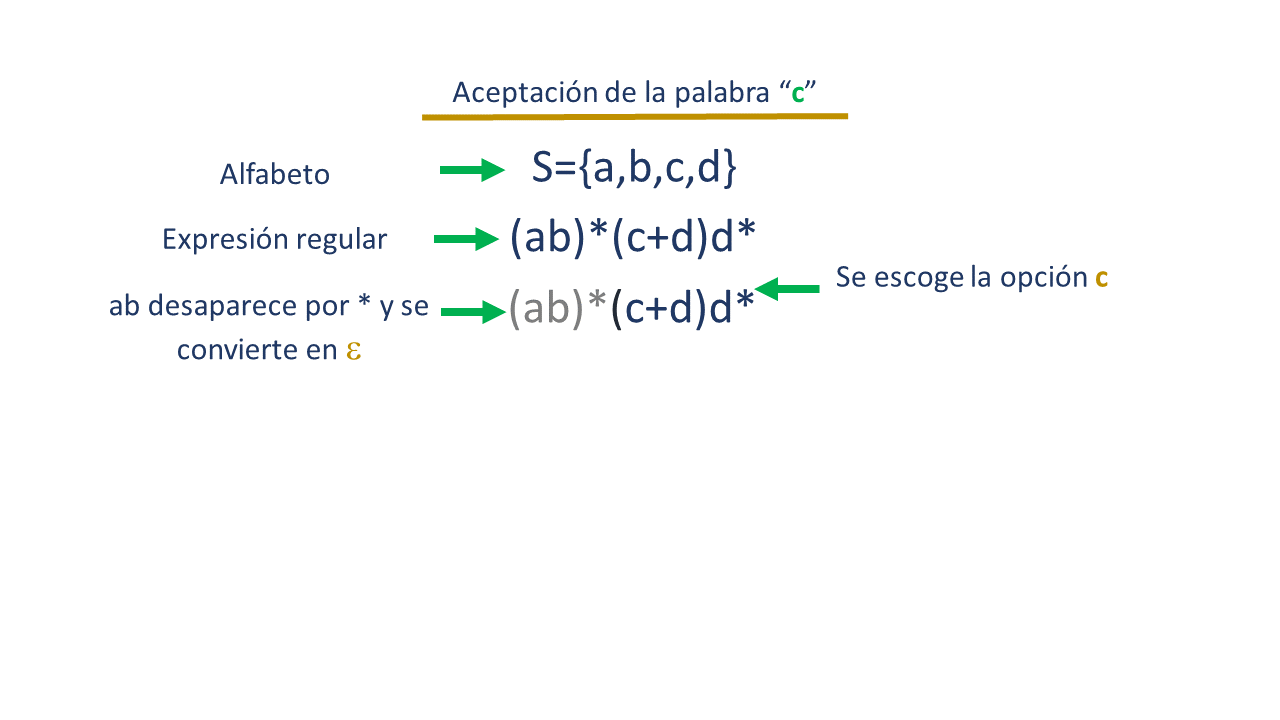 Aceptación de la palabra “c”
Alfabeto
S={a,b,c,d}
Expresión regular
(ab)*(c+d)d*
Se escoge la opción c
ab desaparece por * y se
convierte en ε
(ab)*(c+d)d*